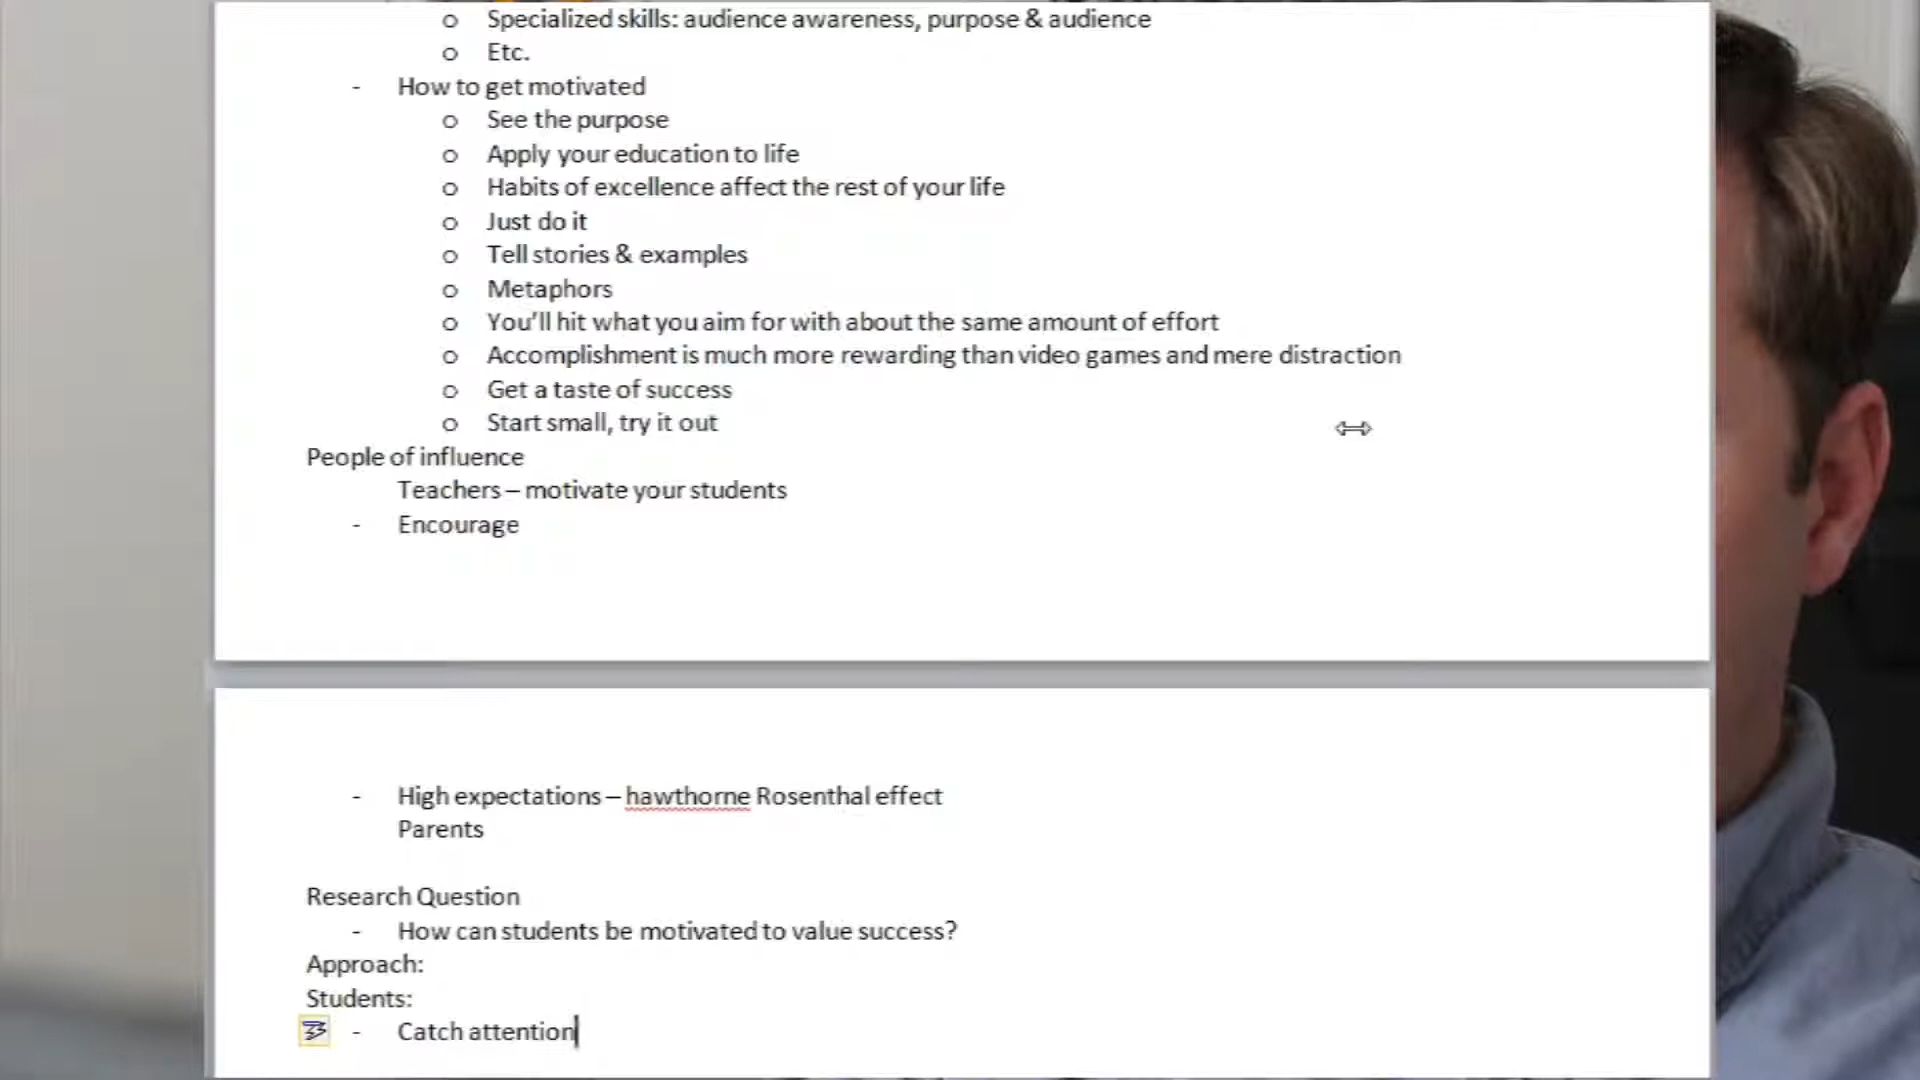 o Specialized skills: audience awareness, purpose & audience
o Etc.
- How to get motivated
o See the purpose
o Apply your education to life
o Habits of excellence affect the rest of your life
o Just do it
o Tell stories & examples
o Metaphors
o You’ll hit what you aim for with about the same amount of effort
o Accomplishment is much more rewarding than video games and mere distraction
o Get a taste of success
o Start small, try it out
People of influence
Teachers – motivate your students
- Encourage
- High expectations – hawthorne Rosenthal effect
Parents
Research Question
- How can students be motivated to value success?
Approach:
Students:
- Catch attention